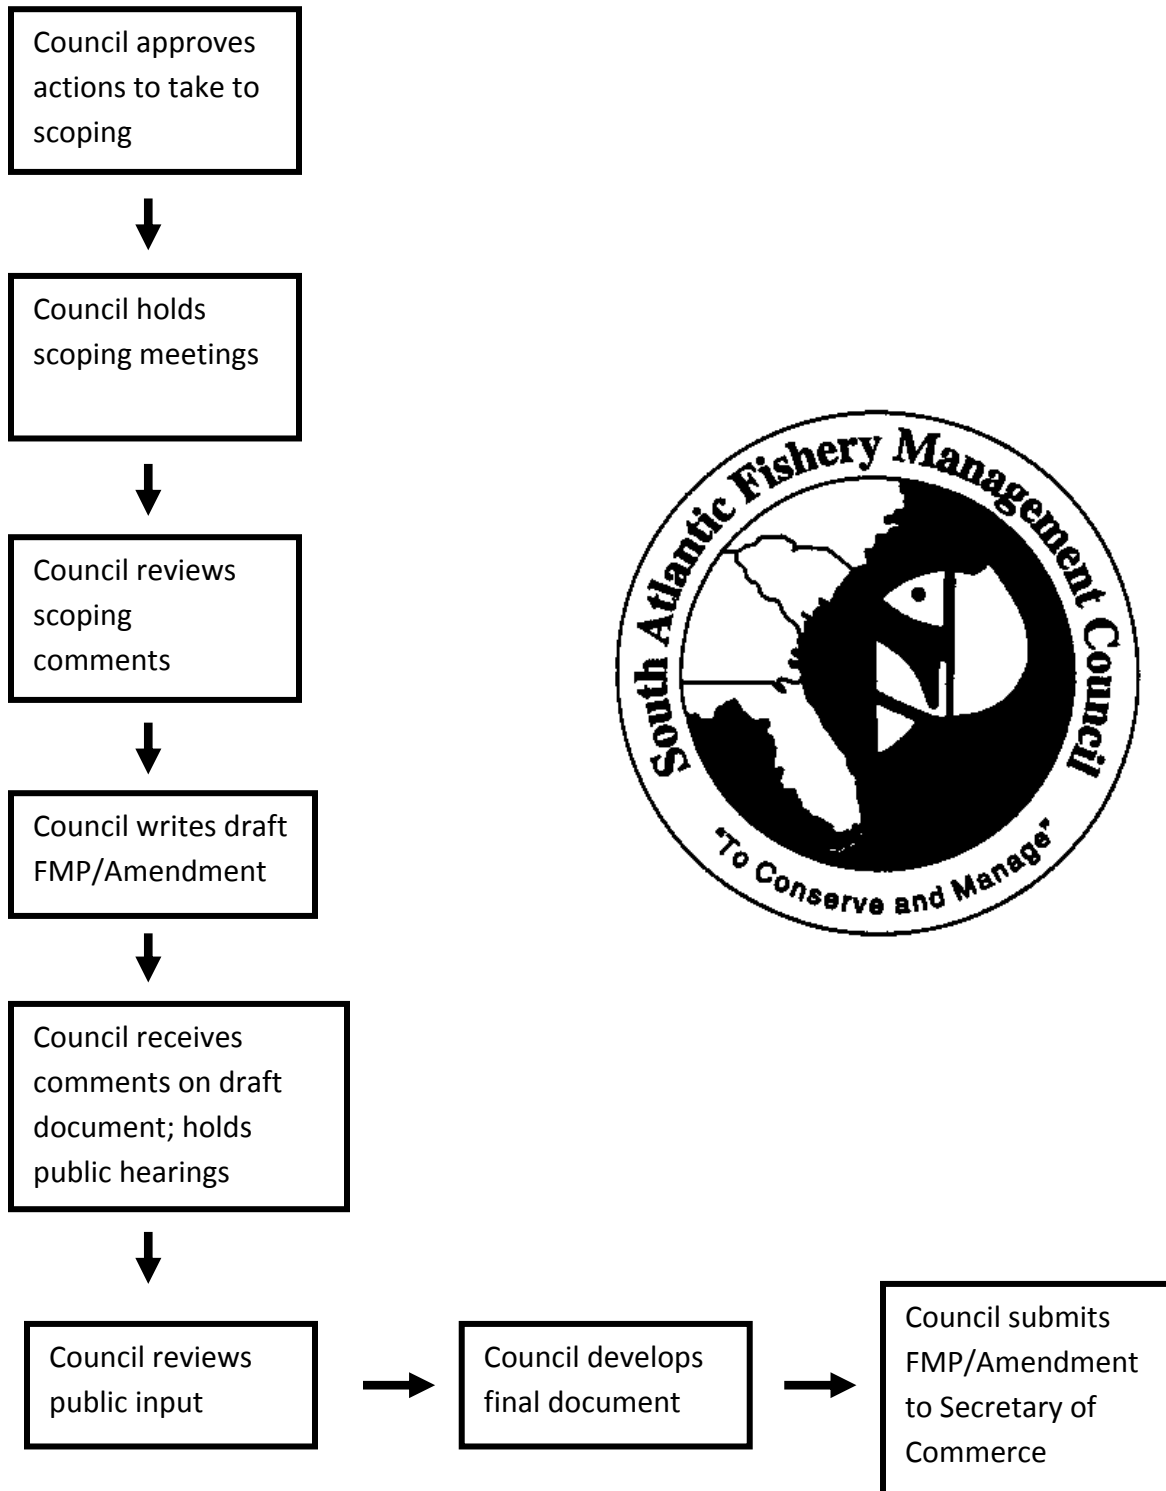 Council approves
actions to take to
scoping
Council holds
scoping meetings
Council reviews
scoping
comments
Council writes draft
FMP/Amendment
Council receives
comments on draft
document; holds
public hearings
Council reviews
public input
Council develops
final document
Council submits
FMP/Amendment
to Secretary of
Commerce
South Atlantic Fishery Management Council
"To Conserve and Manage"